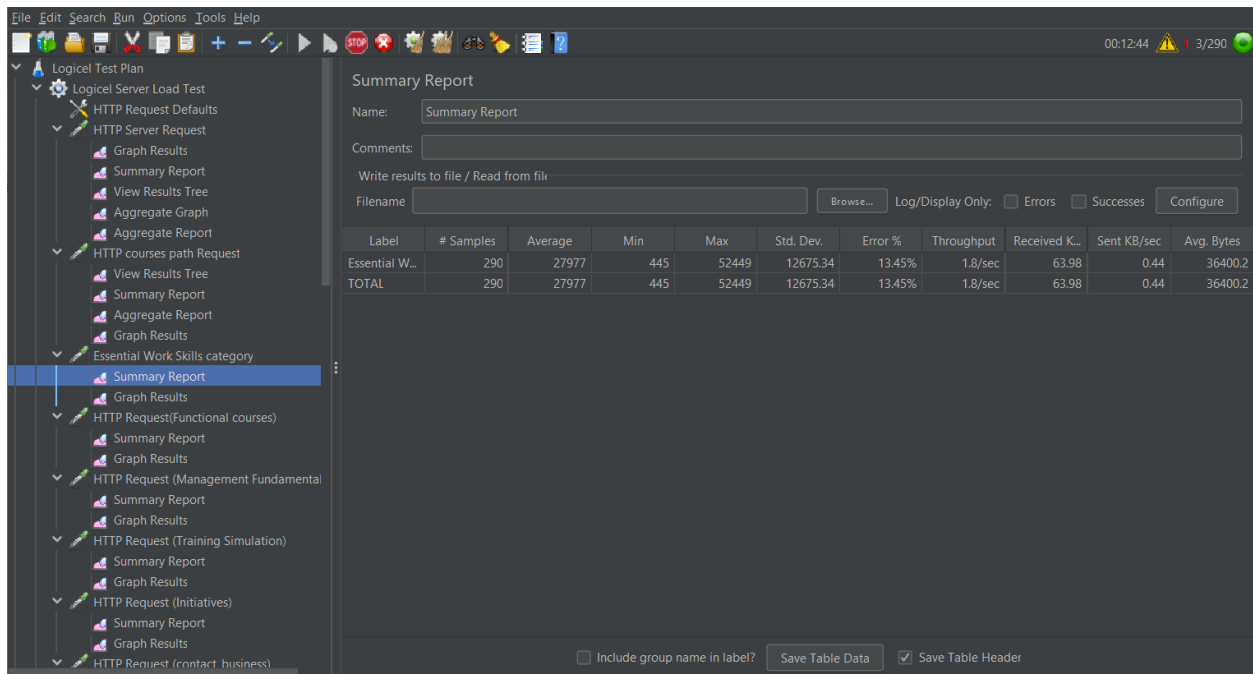 File Edit Search Run Options Tools Help
STOP
00:12:44 1 3/290
Logicel Test Plan
Logicel Server Load Test
HTTP Request Defaults
HTTP Server Request
Graph Results
Summary Report
View Results Tree
Aggregate Graph
Aggregate Report
HTTP courses path Request
View Results Tree
Summary Report
Aggregate Report
Graph Results
Essential Work Skills category
Summary Report
Graph Results
HTTP Request(Functional courses)
Summary Report
Graph Results
HTTP Request (Management Fundamental
Summary Report
Graph Results
HTTP Request (Training Simulation)
Summary Report
Graph Results
HTTP Request (Initiatives)
Summary Report
Graph Results
HTTP Request (contact business)
Summary Report
Name: Summary Report
Comments:
Write results to file / Read from file
Filename Browse... Log/Display Only: Errors Successes Configure
Label # Samples Average Min Max Std. Dev. Error % Throughput Received K... Sent KB/sec Avg. Bytes
Essential W... 290 27977 445 52449 12675.34 13.45% 1.8/sec 63.98 0.44 36400.2
TOTAL 290 27977 445 52449 12675.34 13.45% 1.8/sec 63.98 0.44 36400.2
Include group name in label? Save Table Data Save Table Header